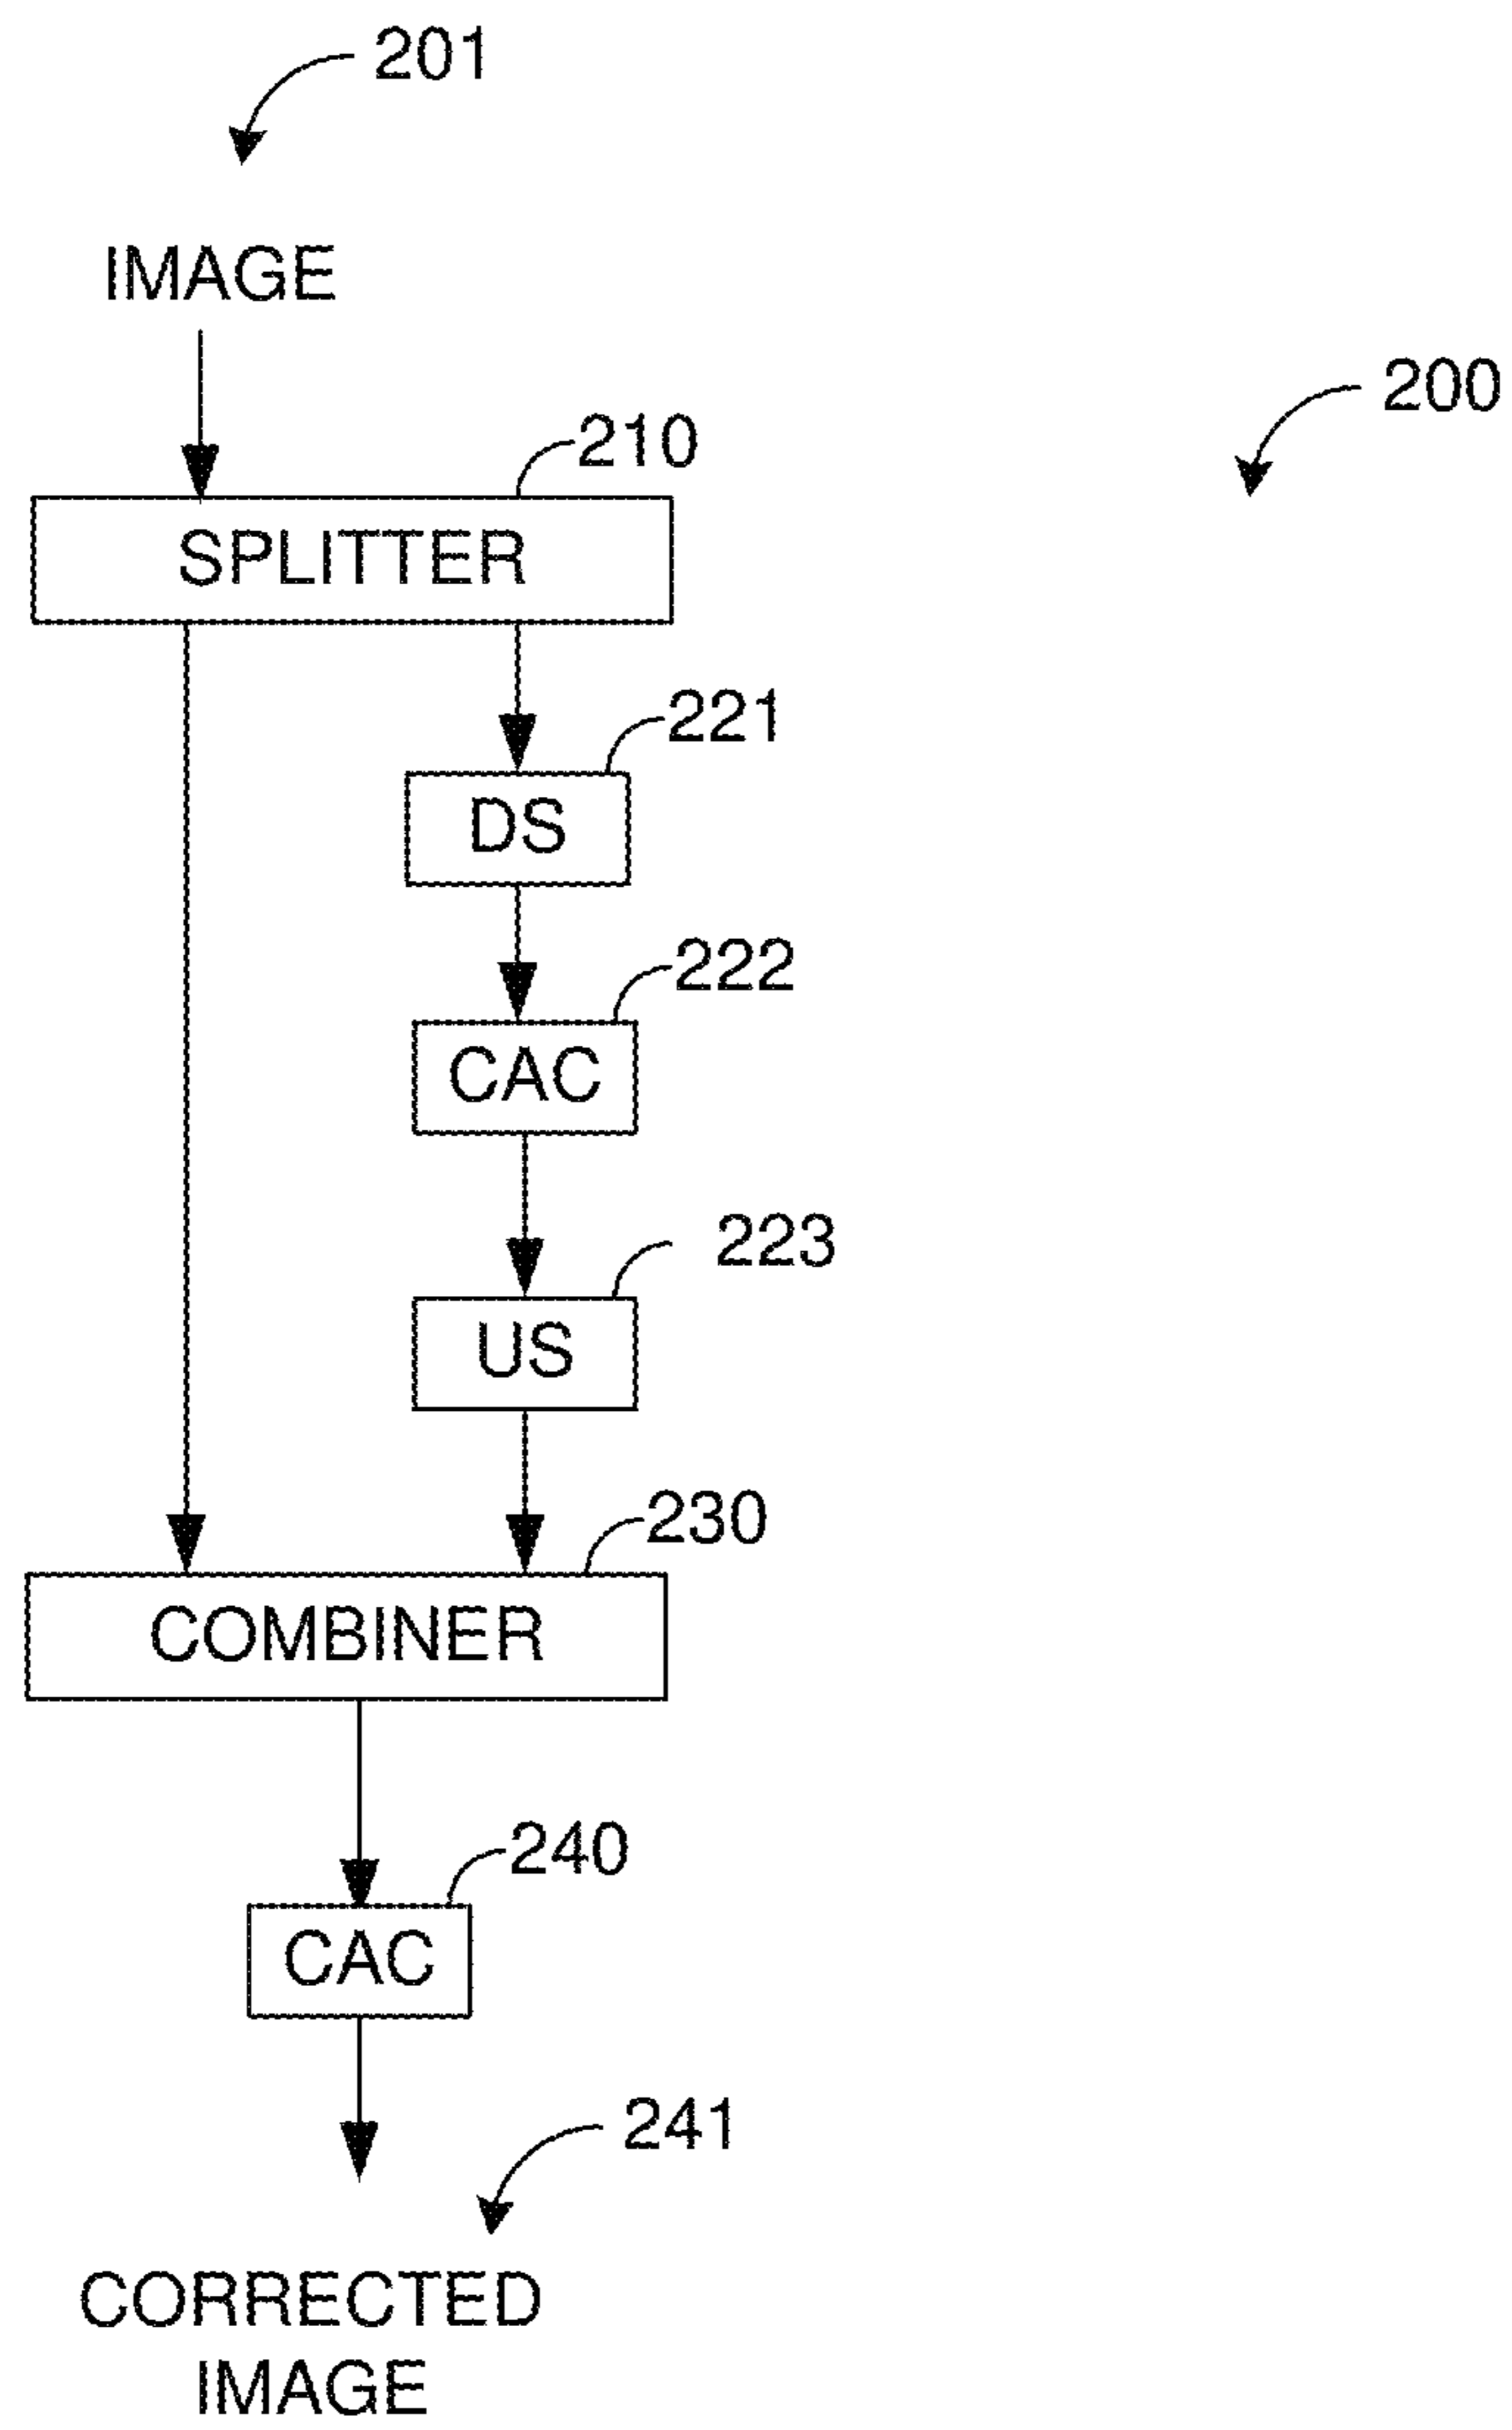 201
IMAGE
200
210
SPLITTER
221
DS
222
CAC
223
US
230
COMBINER
240
CAC
241
CORRECTED
IMAGE